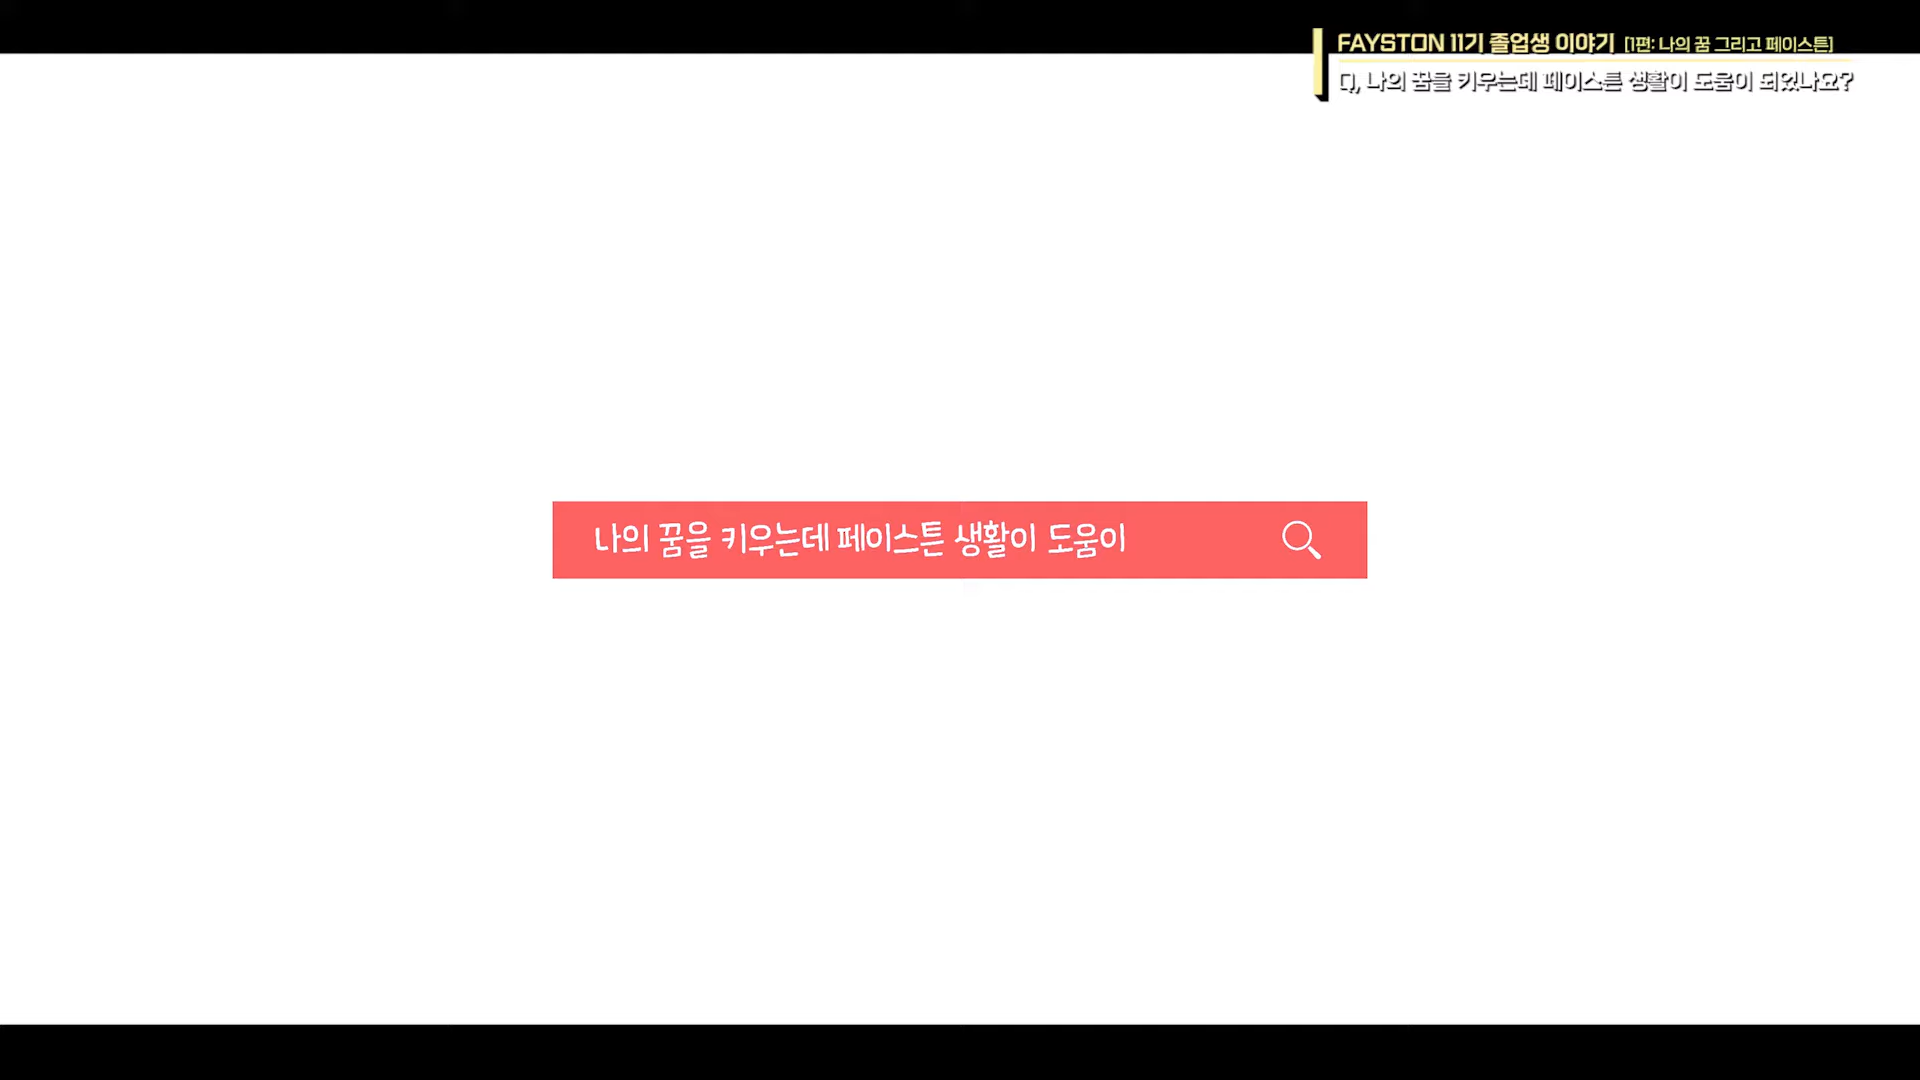 FAYSTON 11기 졸업생 이야기 [1편: 나의 꿈 그리고 페이스튼]
Q, 나의 꿈을 키우는데 페이스튼 생활이 도움이 되었나요?
나의 꿈을 키우는데 페이스튼 생활이 도움이